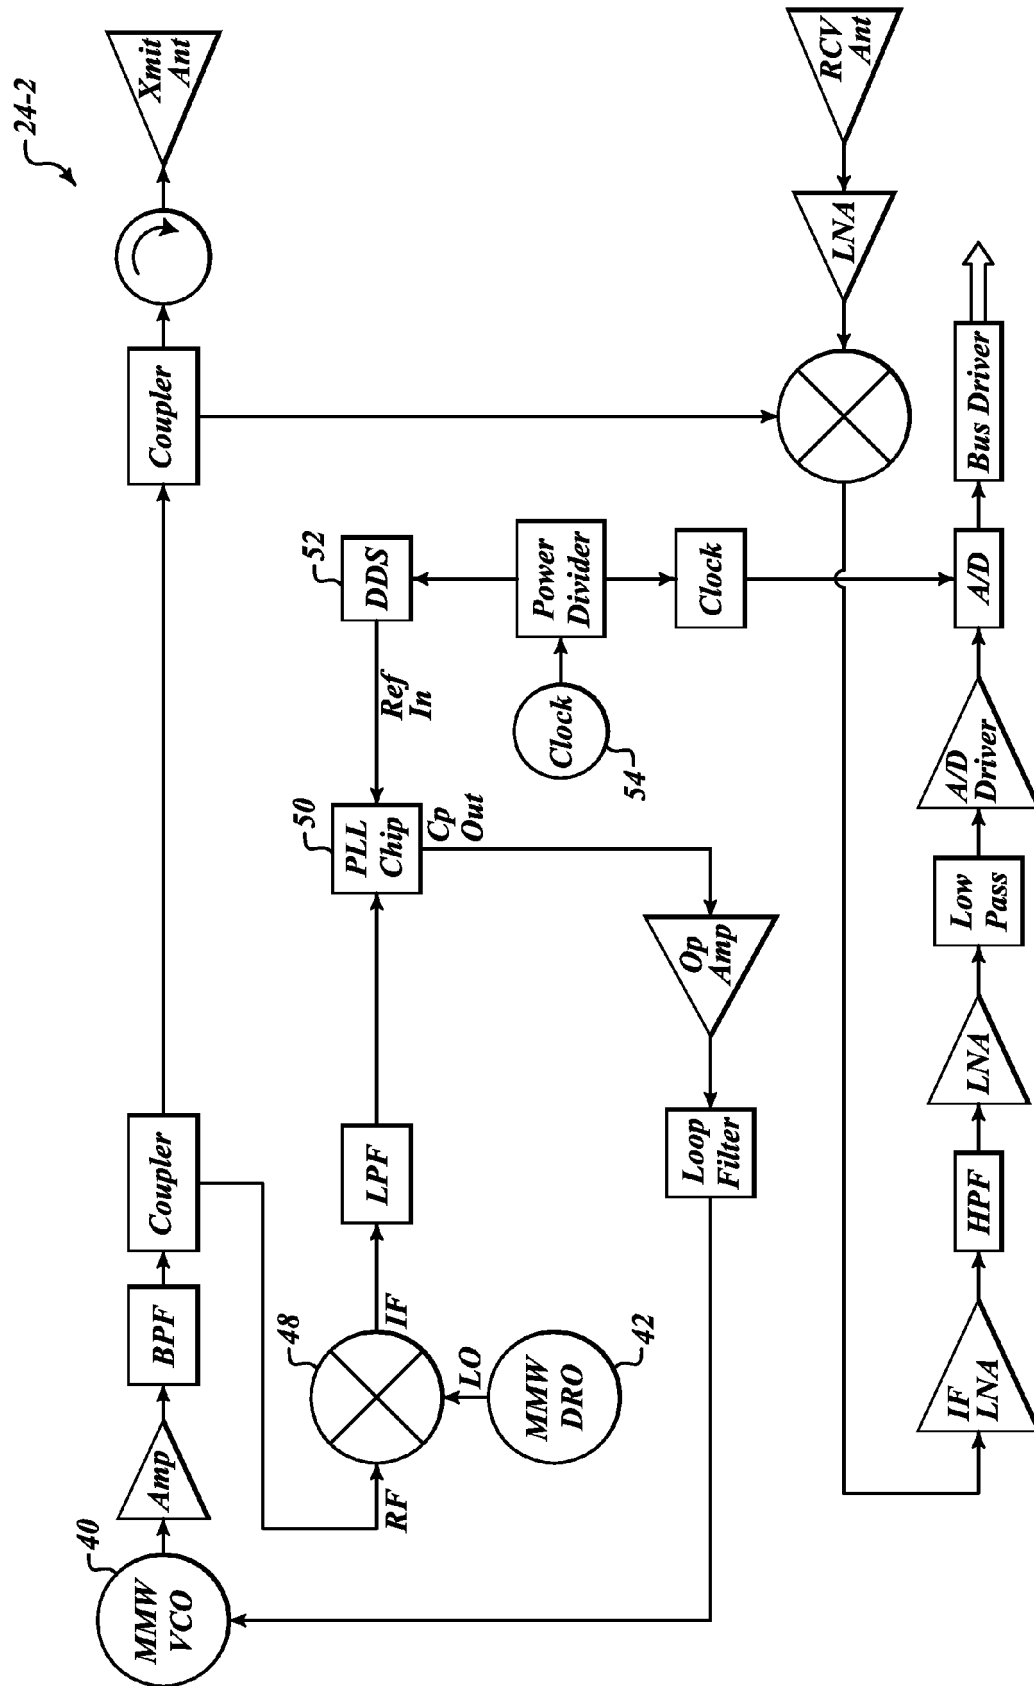 24-2
40
MMW
VCO
Amp
BPF
Coupler
Coupler
Xmit
Ant
RF
48
IF
LO
MMW
DRO
42
LPF
50
PLL
Chip
Cp
Out
Ref
In
52
DDS
Power
Divider
Clock
54
Clock
Op
Amp
Loop
Filter
RCV
Ant
LNA
IF
LNA
HPF
LNA
Low
Pass
A/D
Driver
A/D
Bus Driver